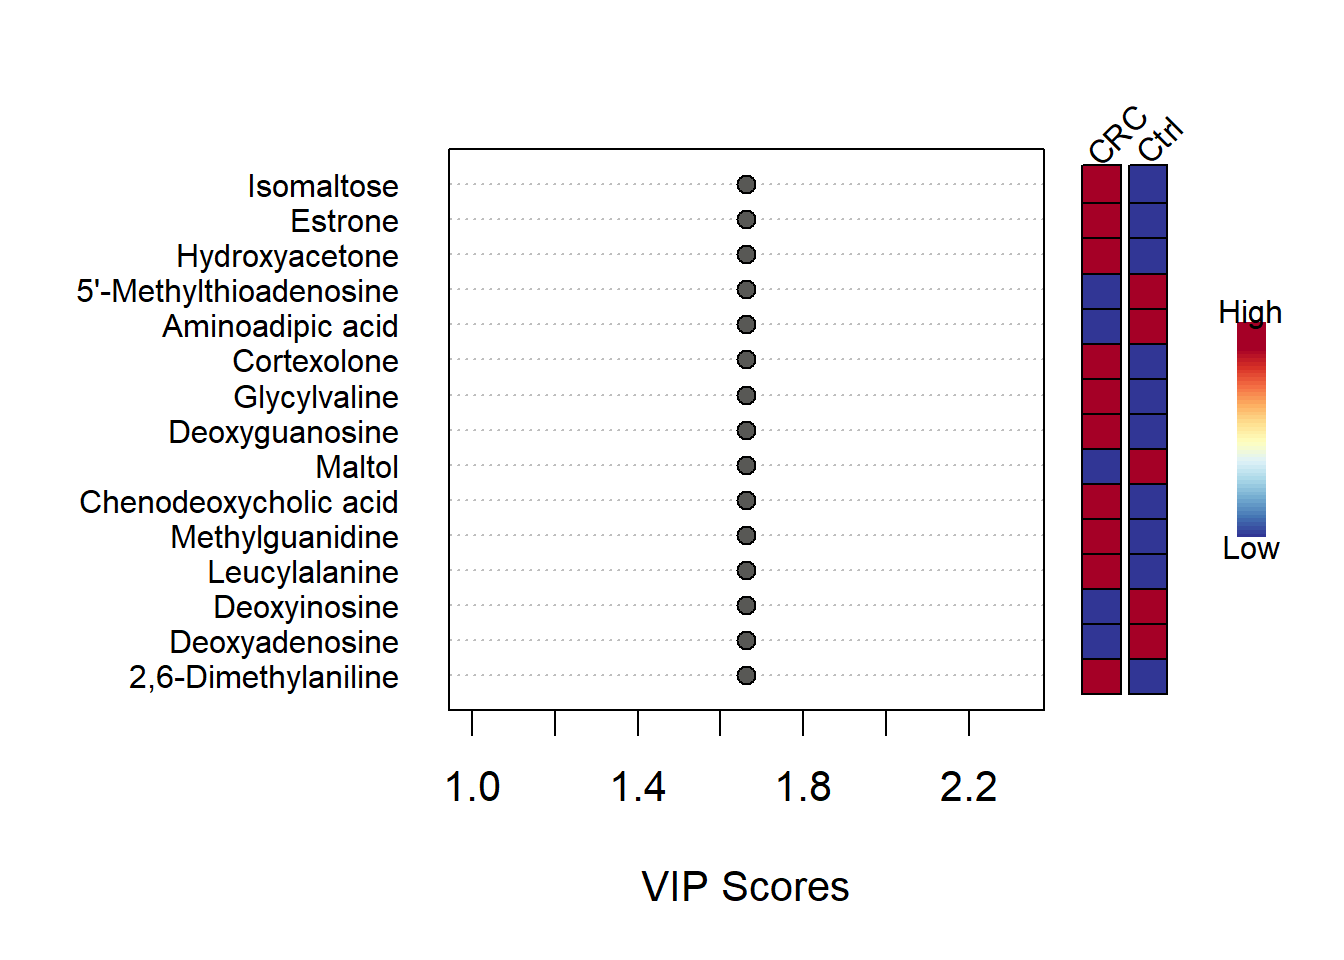 CRC
Ctrl
Isomaltose
Estrone
Hydroxyacetone
5'-Methylthioadenosine
Aminoadipic acid
Cortexolone
Glycylvaline
Deoxyguanosine
Maltol
Chenodeoxycholic acid
Methylguanidine
Leucylalanine
Deoxyinosine
Deoxyadenosine
2,6-Dimethylaniline
High
Low
1.0
1.4
1.8
2.2
VIP Scores